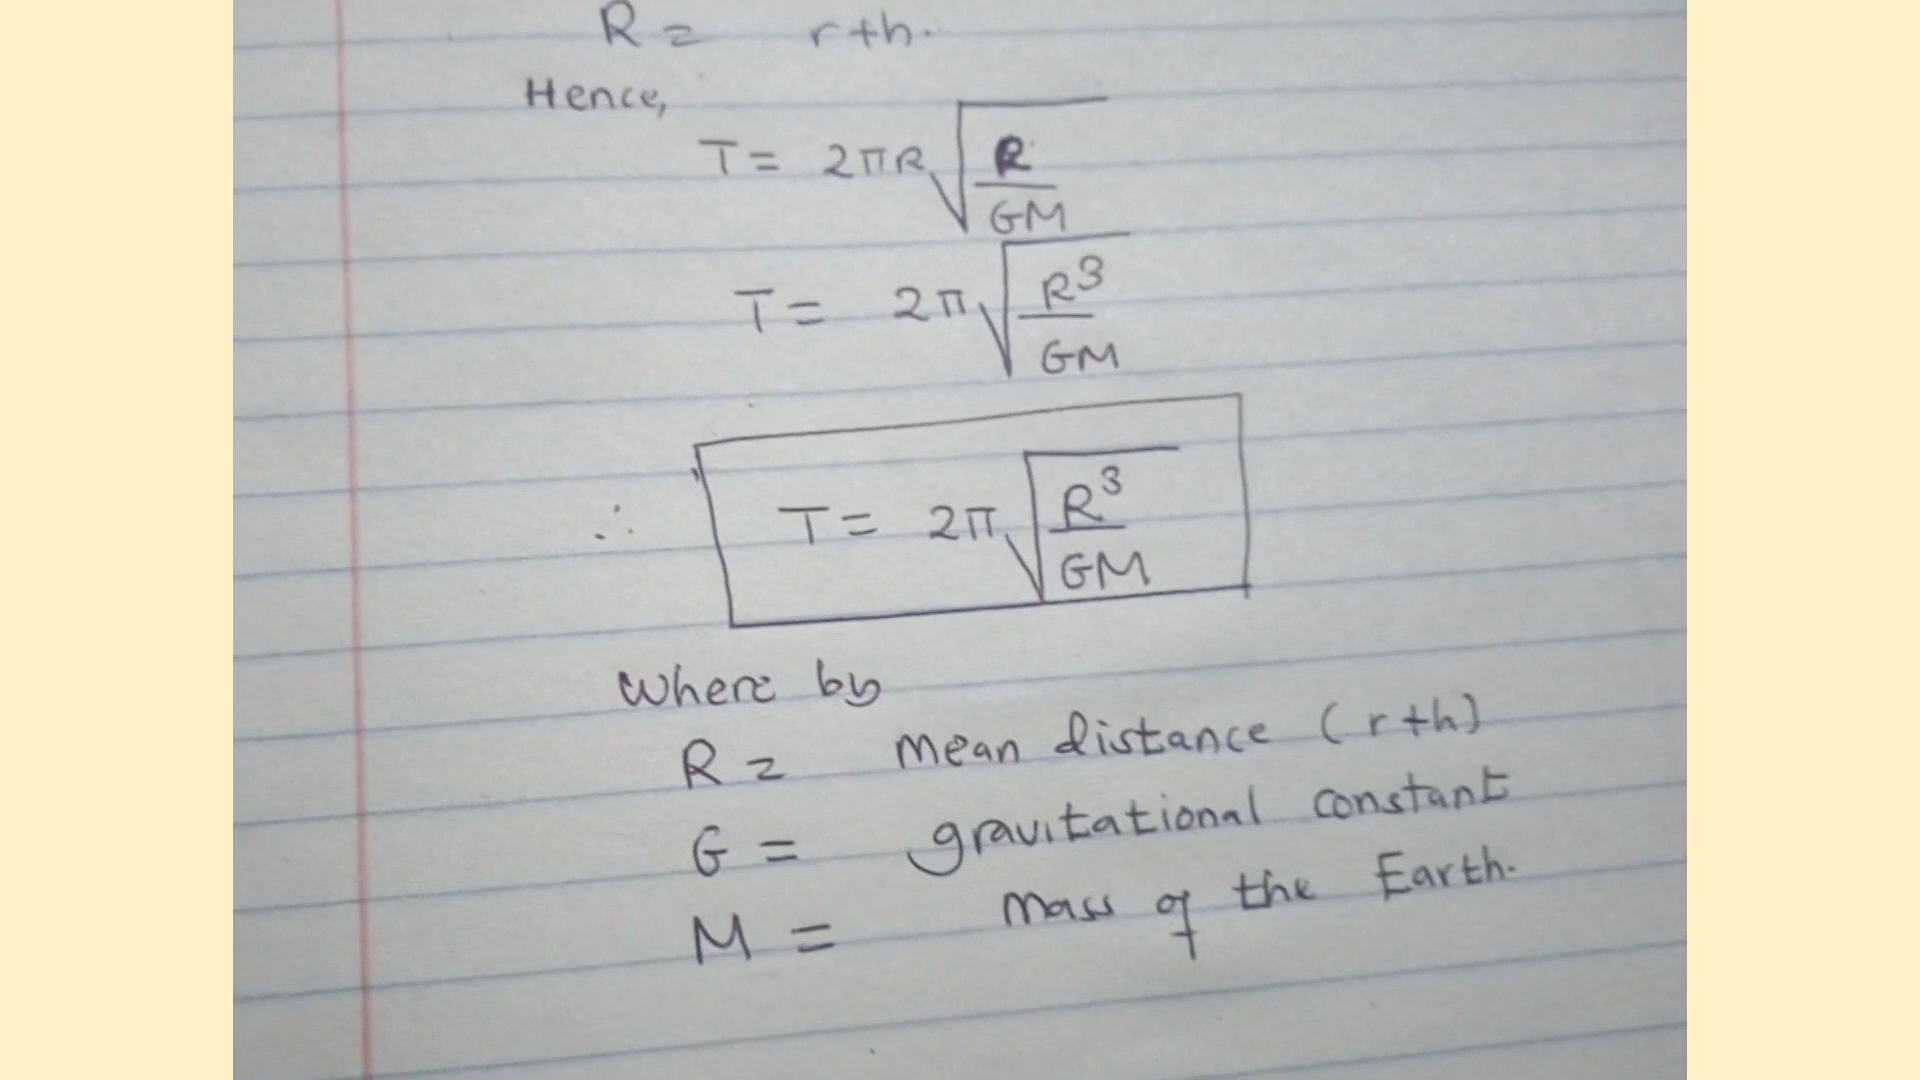 R = r+h.
Hence,
T = 2πR√(R/GM)
T = 2π√(R³/GM)
∴ T = 2π√(R³/GM)
Where by
R = Mean distance (r+h)
G = gravitational constant
M = Mass of the Earth.